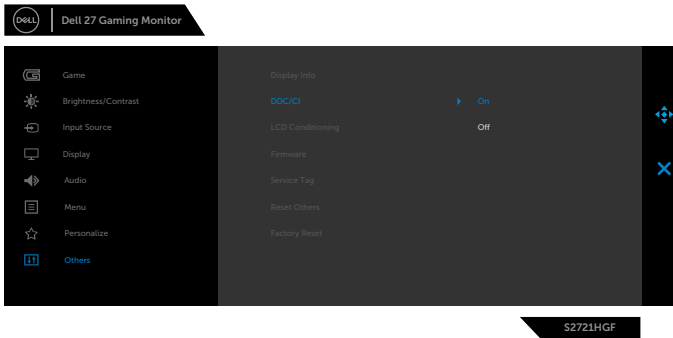 DELL
Dell 27 Gaming Monitor
Game
Brightness/Contrast
Input Source
Display
Audio
Menu
Personalize
Others
Display Info
DDC/CI
On
LCD Conditioning
Off
Firmware
Service Tag
Reset Others
Factory Reset
S2721HGF